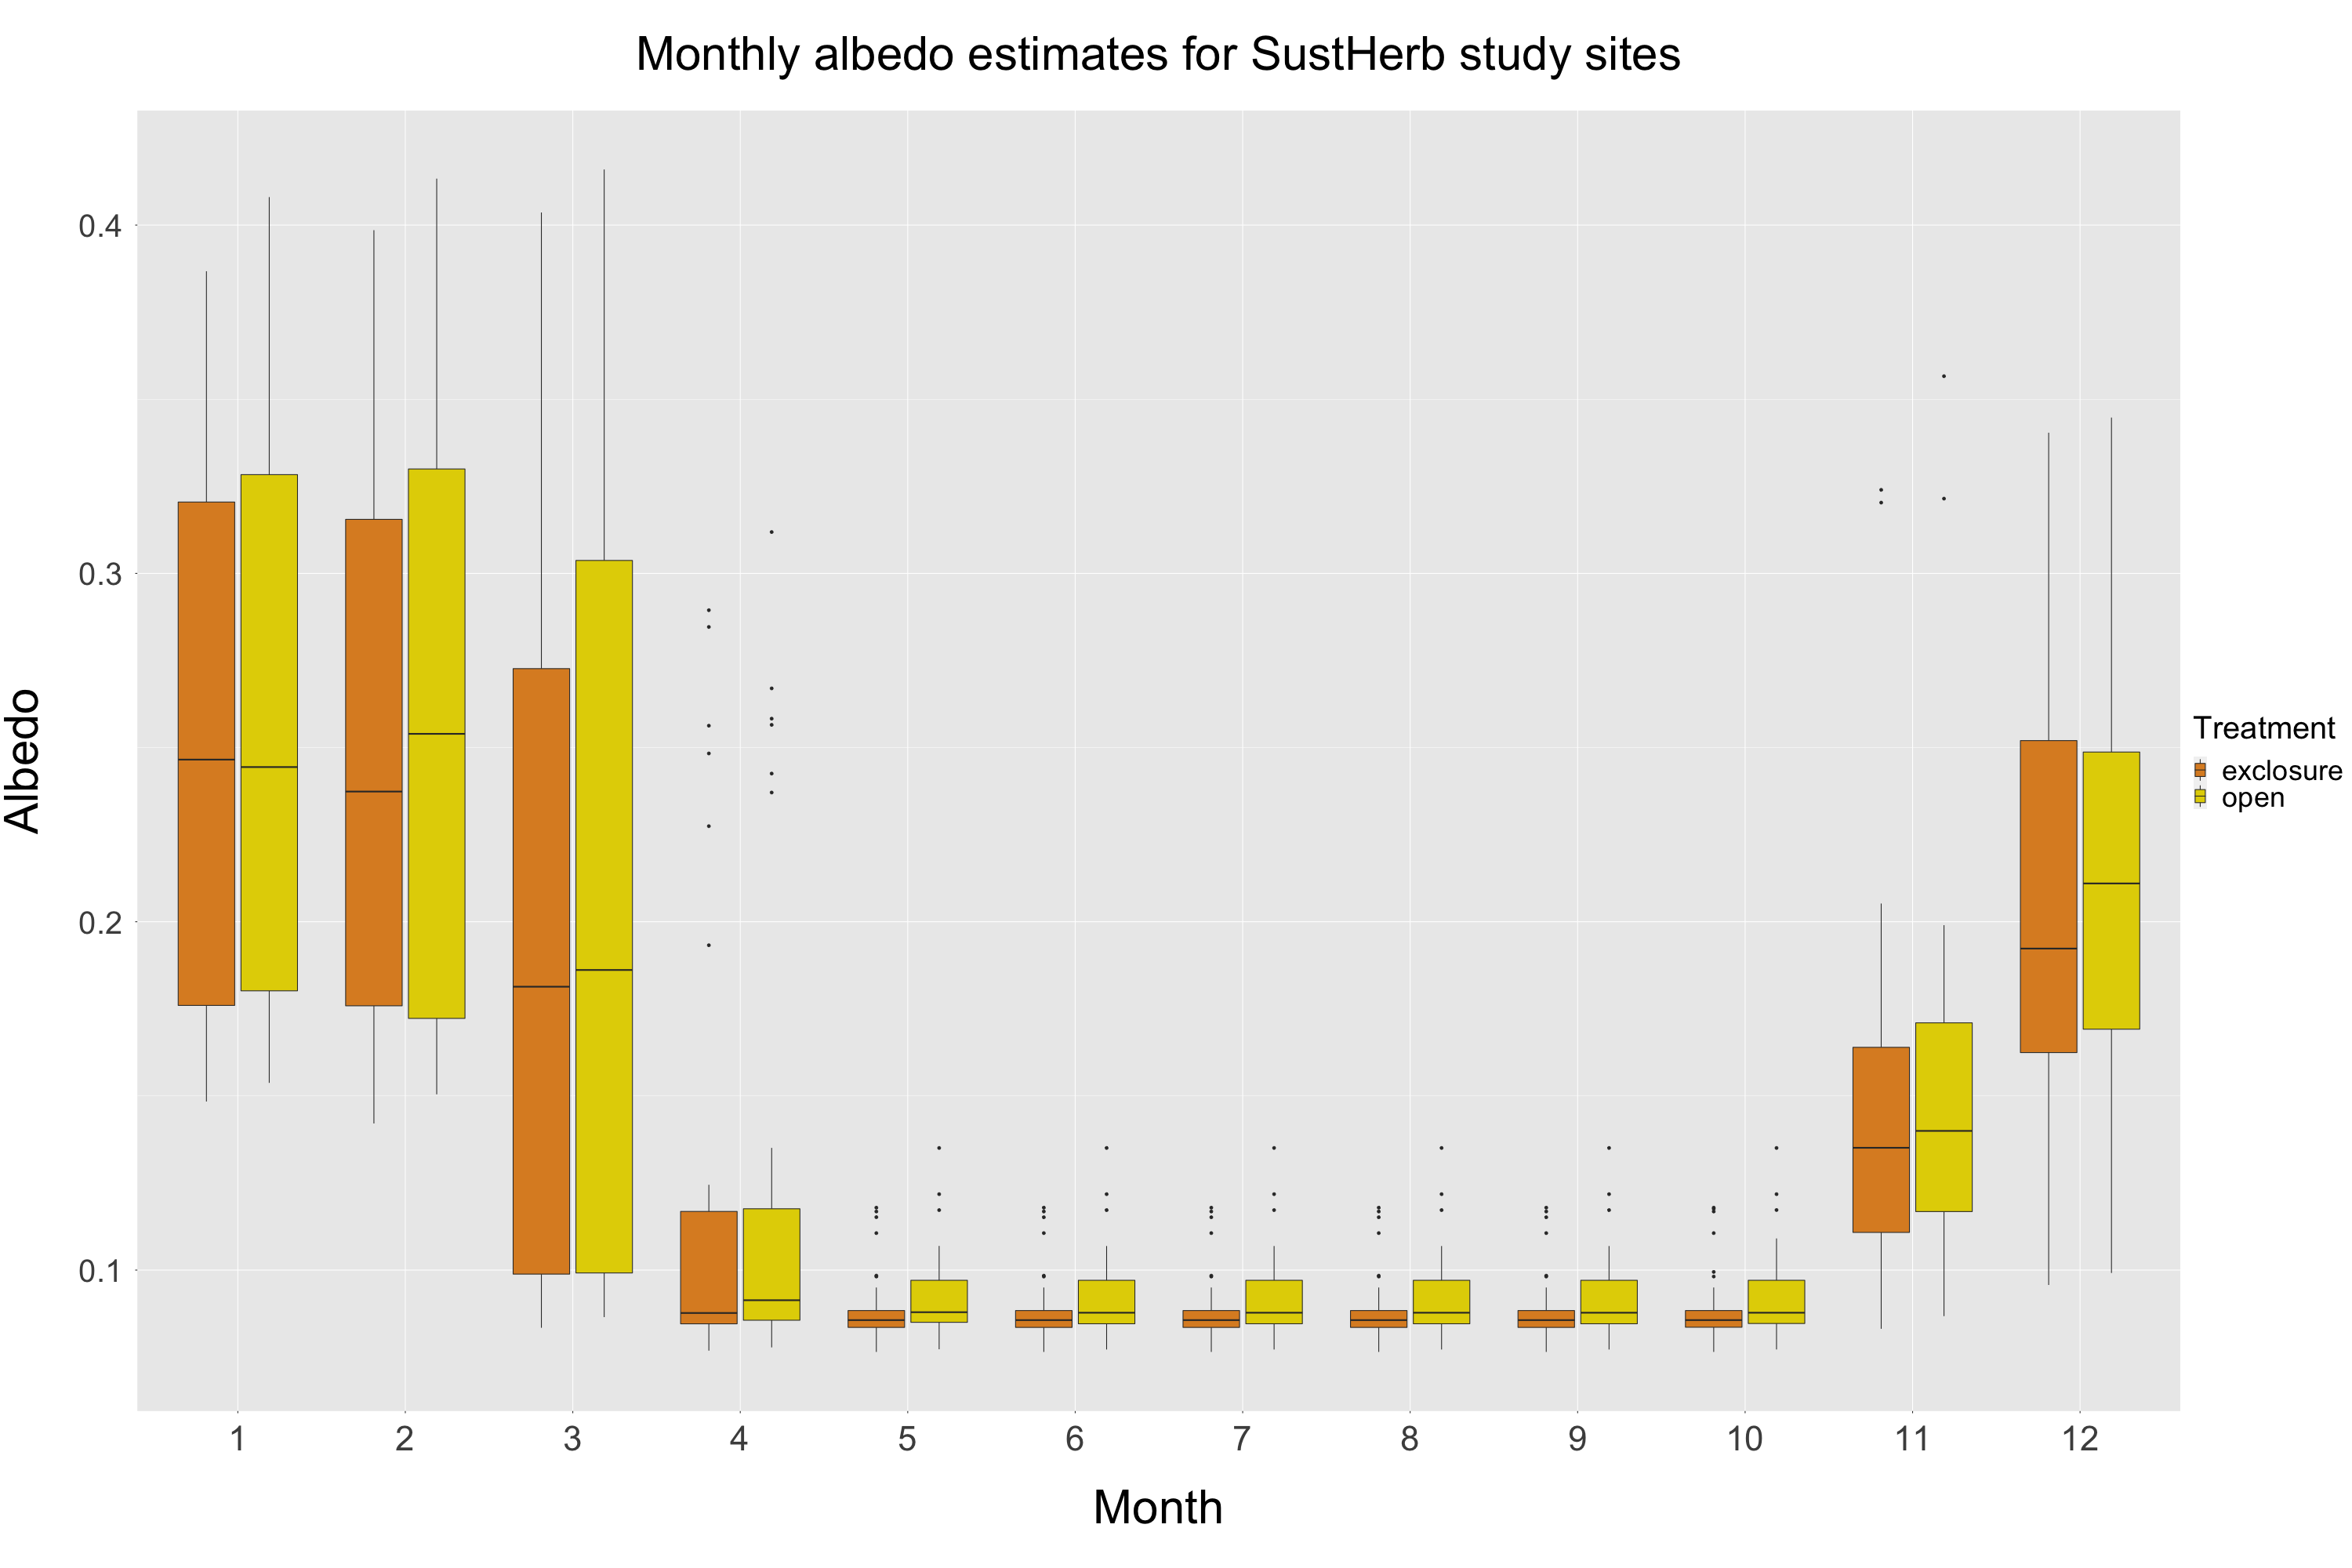 Monthly albedo estimates for SustHerb study sites
Albedo
0.4
0.3
0.2
0.1
1 2 3 4 5 6 7 8 9 10 11 12
Month
Treatment
exclosure
open